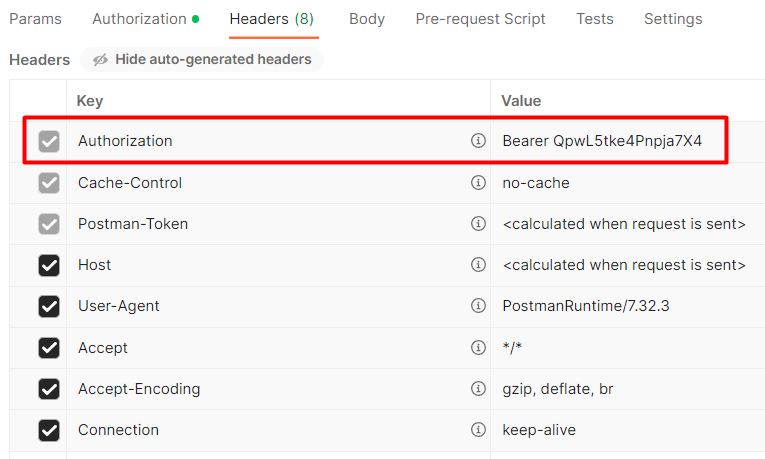 Params Authorization Headers (8) Body Pre-request Script Tests Settings
Headers Hide auto-generated headers
Key Value
Authorization Bearer QpwL5tke4Pnpja7X4
Cache-Control no-cache
Postman-Token <calculated when request is sent>
Host <calculated when request is sent>
User-Agent PostmanRuntime/7.32.3
Accept */*
Accept-Encoding gzip, deflate, br
Connection keep-alive